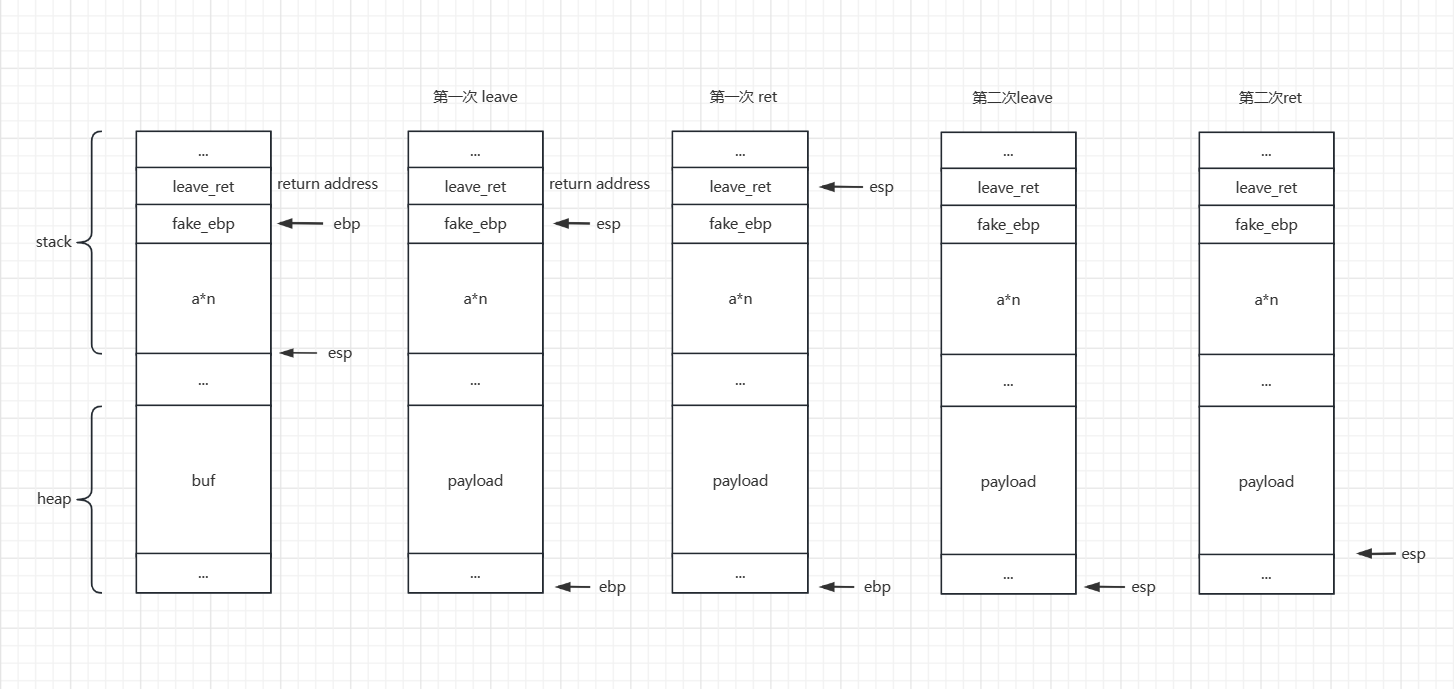 第一次 leave
第一次 ret
第二次leave
第二次ret
...
...
...
...
...
leave_ret
return address
leave_ret
return address
leave_ret
esp
leave_ret
leave_ret
fake_ebp
ebp
fake_ebp
esp
fake_ebp
fake_ebp
fake_ebp
stack
a*n
a*n
a*n
a*n
a*n
esp
...
...
...
...
...
heap
buf
payload
payload
payload
payload
esp
...
...
...
...
...
ebp
ebp
esp